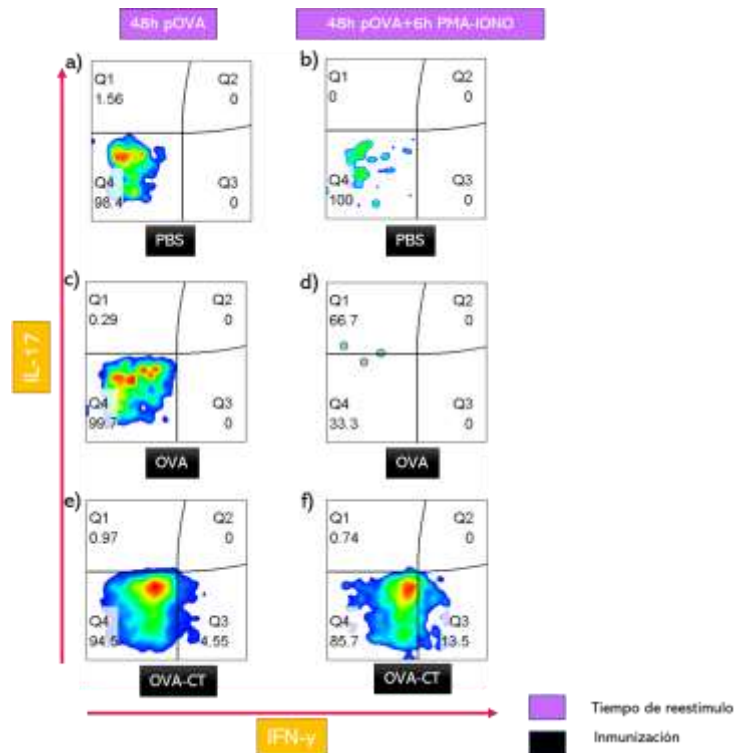 48h pOVA
48h pOVA+6h PMA-IONO
a)
Q1
1.56
Q2
0
Q4
98.4
Q3
0
PBS
b)
Q1
0
Q2
0
Q4
100
Q3
0
PBS
c)
Q1
0.29
Q2
0
Q4
99.7
Q3
0
OVA
d)
Q1
66.7
Q2
0
Q4
33.3
Q3
0
OVA
e)
Q1
0.97
Q2
0
Q4
94.5
Q3
4.55
OVA-CT
f)
Q1
0.74
Q2
0
Q4
85.7
Q3
13.5
OVA-CT
IL-17
IFN-γ
Tiempo de reestimulo
Inmunización